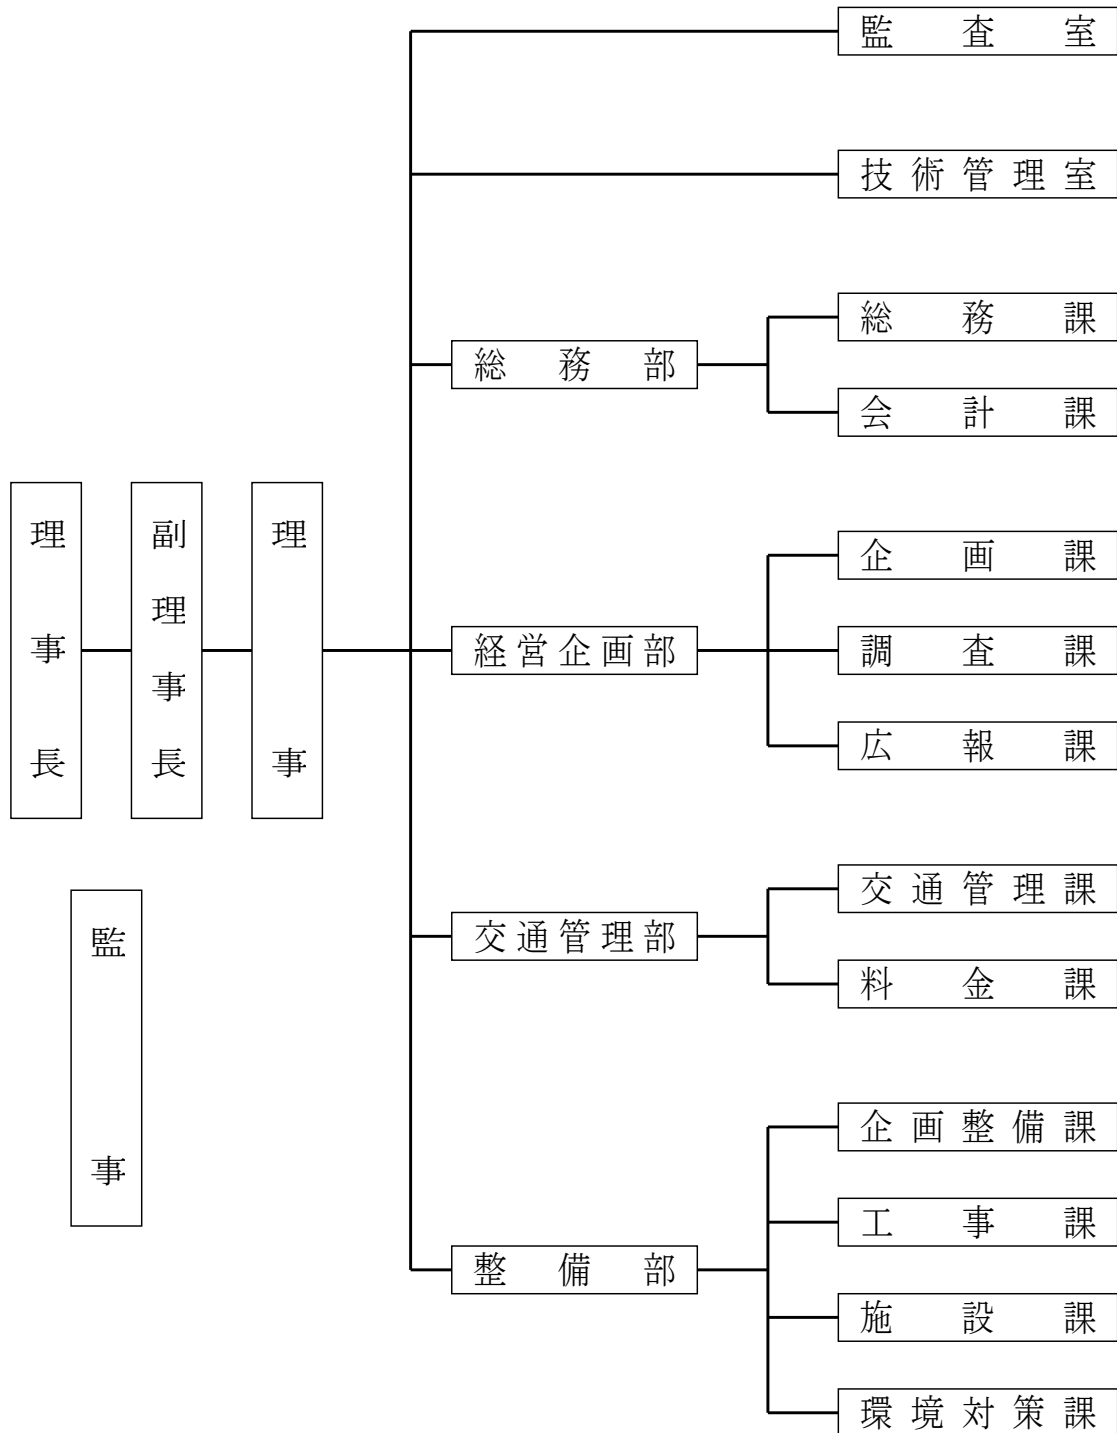 監査室
技術管理室
総務課
総務部
会計課
理事長
副理事長
理事
企画課
経営企画部
調査課
広報課
監事
交通管理課
交通管理部
料金課
企画整備課
工事課
整備部
施設課
環境対策課